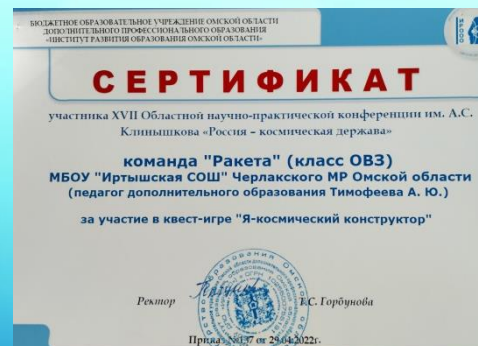 БЮДЖЕТНОЕ ОБРАЗОВАТЕЛЬНОЕ УЧРЕЖДЕНИЕ ОМСКОЙ ОБЛАСТИ
ДОПОЛНИТЕЛЬНОГО ПРОФЕССИОНАЛЬНОГО ОБРАЗОВАНИЯ
«ИНСТИТУТ РАЗВИТИЯ ОБРАЗОВАНИЯ ОМСКОЙ ОБЛАСТИ»
СЕРТИФИКАТ
участника XVII Областной научно-практической конференции им. А.С.
Клинышкова «Россия – космическая держава»
команда "Ракета" (класс ОВЗ)
МБОУ "Иртышская СОШ" Черлакского МР Омской области
(педагог дополнительного образования Тимофеева А. Ю.)
за участие в квест-игре "Я-космический конструктор"
Ректор
Т.С. Горбунова
Приказ №137 от 29.04.2022г.